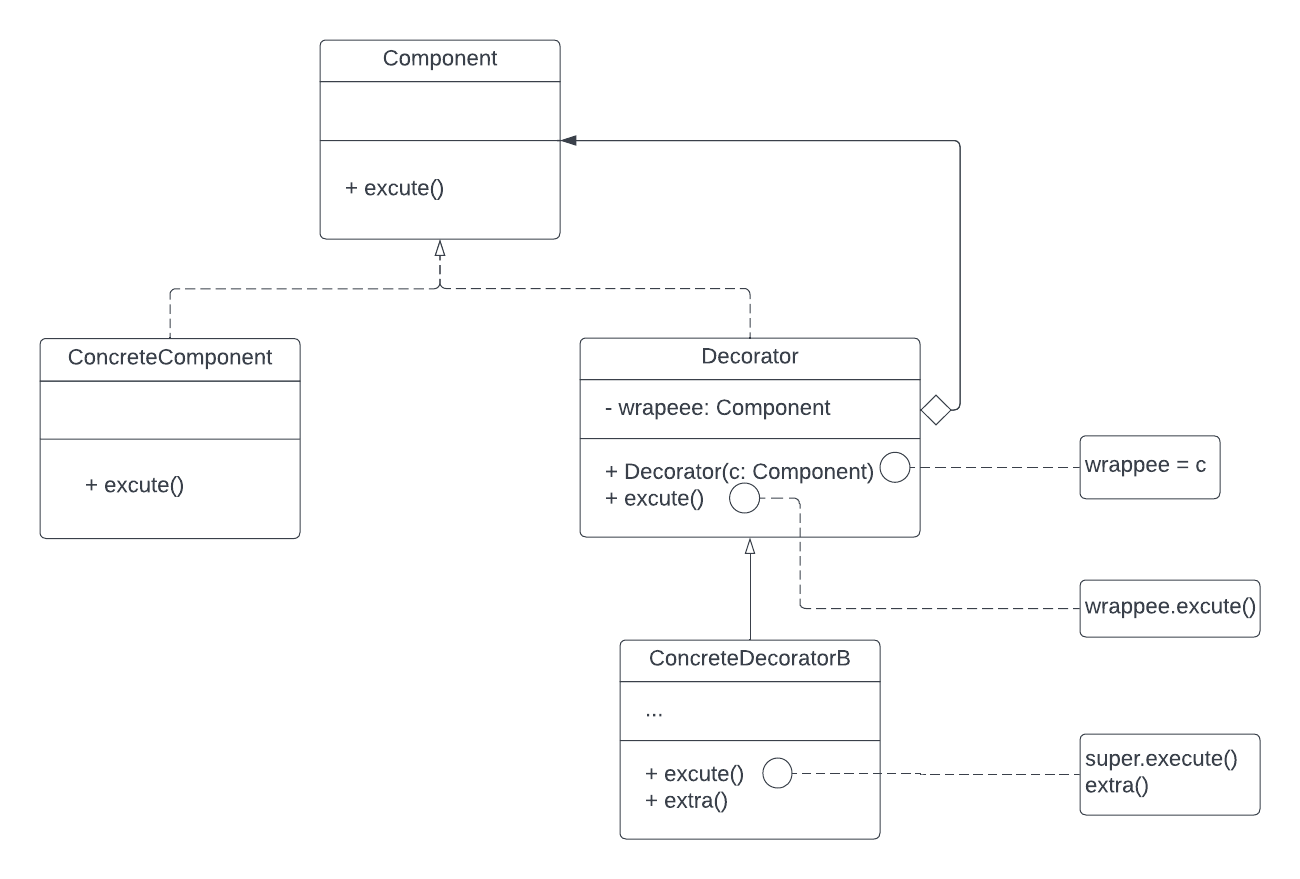 Component
+ excute()
ConcreteComponent
+ excute()
Decorator
- wrapeee: Component
+ Decorator(c: Component)
+ excute()
wrappee = c
wrappee.excute()
ConcreteDecoratorB
...
+ excute()
+ extra()
super.execute()
extra()